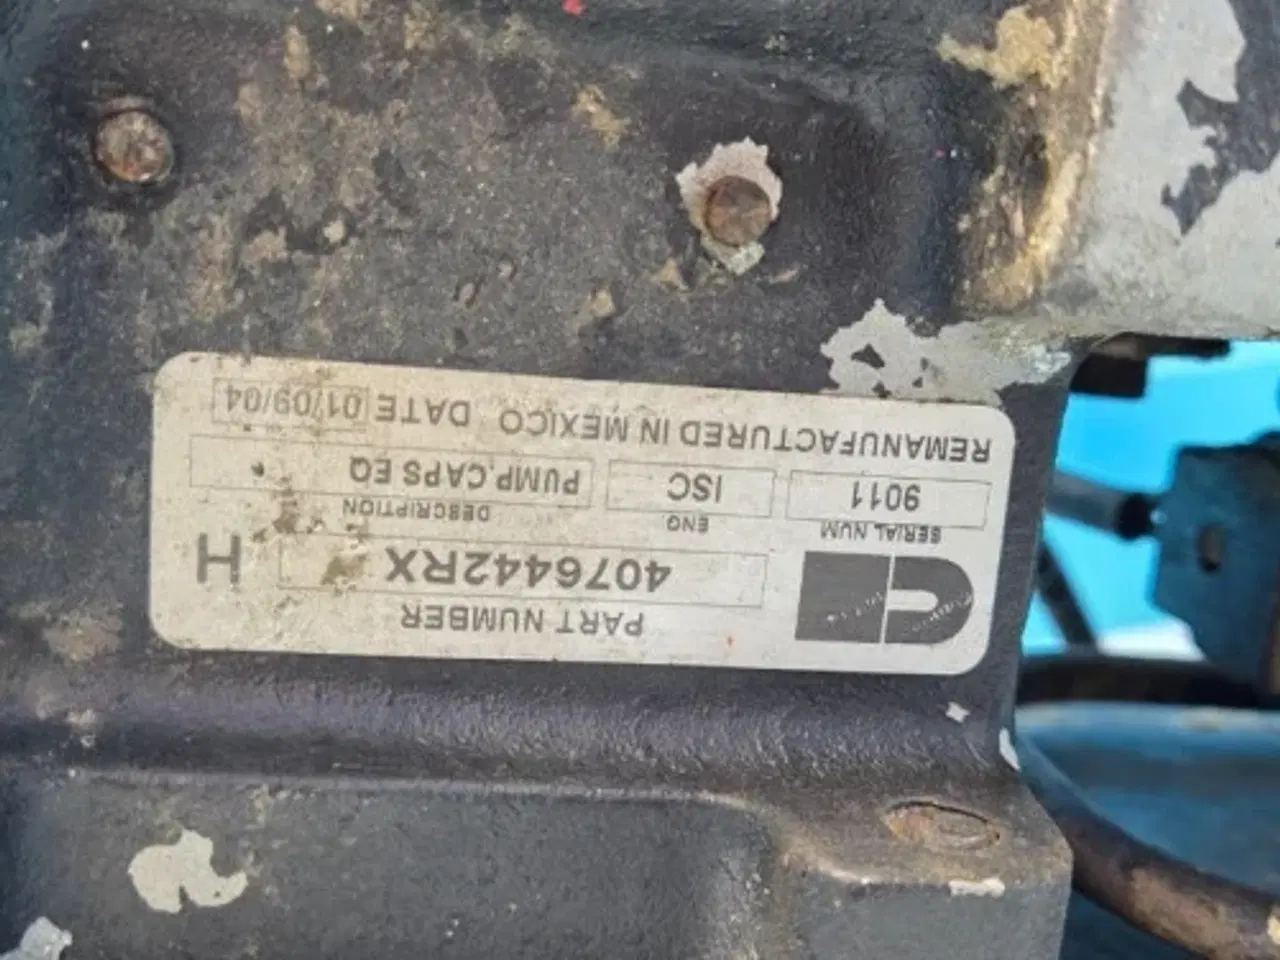 PART NUMBER
4076442RX H
SERIAL NUM ENG DESCRIPTION
9011 ISC PUMP.CAPS EQ
REMANUFACTURED IN MEXICO DATE 01/09/04